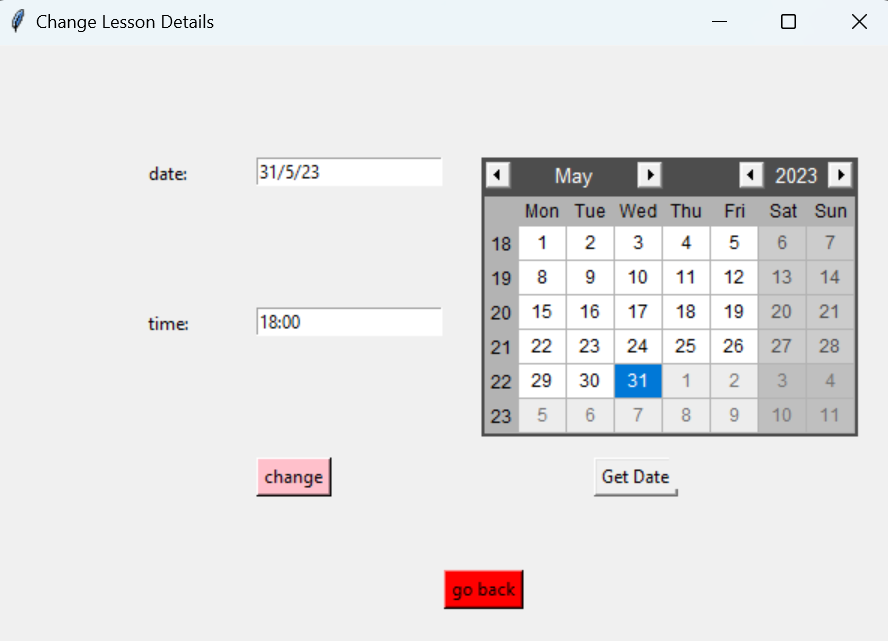 Change Lesson Details
date:
31/5/23
May 2023
Mon Tue Wed Thu Fri Sat Sun
18 1 2 3 4 5 6 7
19 8 9 10 11 12 13 14
20 15 16 17 18 19 20 21
21 22 23 24 25 26 27 28
22 29 30 31 1 2 3 4
23 5 6 7 8 9 10 11
time:
18:00
change
Get Date
go back